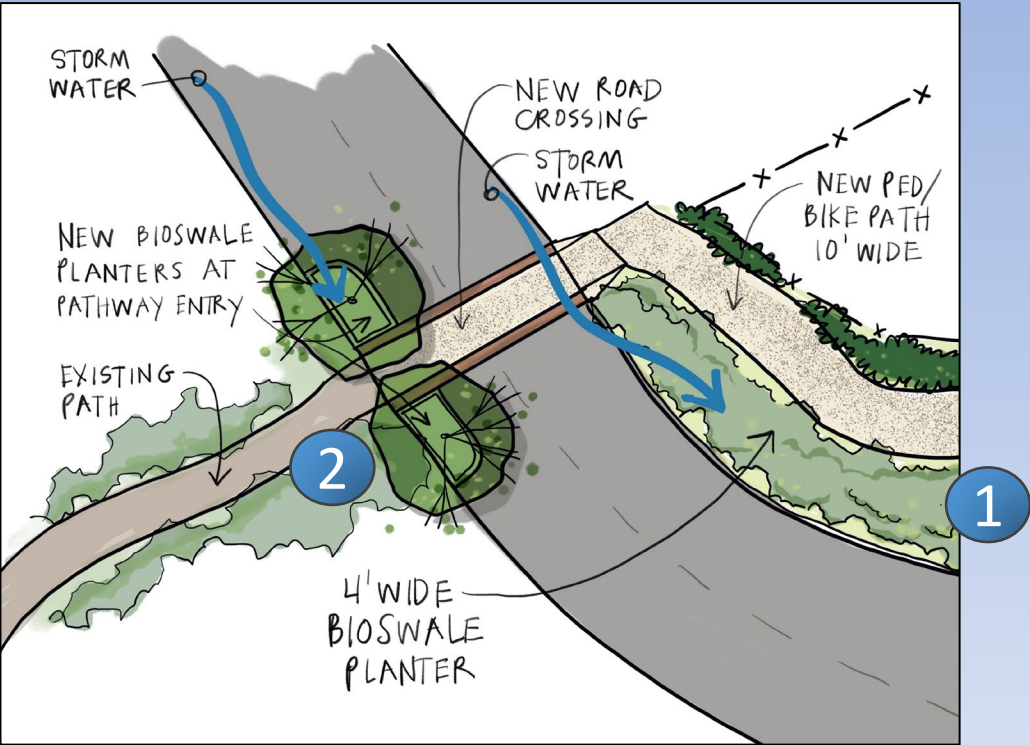 STORM
WATER
NEW ROAD
CROSSING
STORM
WATER
NEW PED/
BIKE PATH
10' WIDE
NEW BIOSWALE
PLANTERS AT
PATHWAY ENTRY
EXISTING
PATH
2
1
4' WIDE
BIOSWALE
PLANTER